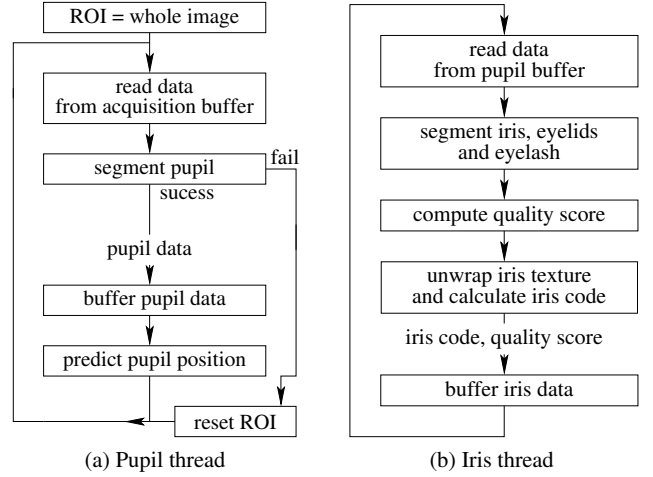 ROI = whole image
read data
from acquisition buffer
segment pupil
fail
sucess
pupil data
buffer pupil data
predict pupil position
reset ROI
(a) Pupil thread
read data
from pupil buffer
segment iris, eyelids
and eyelash
compute quality score
unwrap iris texture
and calculate iris code
iris code, quality score
buffer iris data
(b) Iris thread